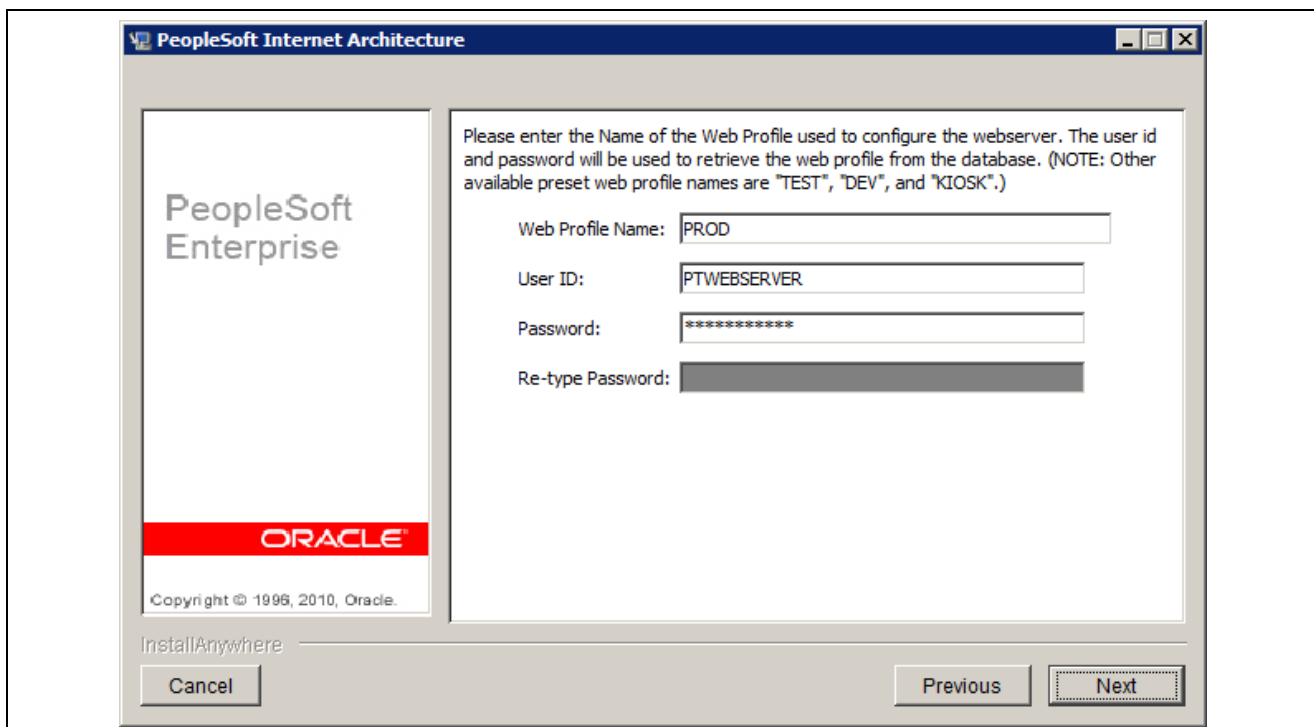 PeopleSoft Internet Architecture
PeopleSoft
Enterprise
ORACLE®
Copyright © 1996, 2010, Oracle.
Please enter the Name of the Web Profile used to configure the webserver. The user id
and password will be used to retrieve the web profile from the database. (NOTE: Other
available preset web profile names are "TEST", "DEV", and "KIOSK".)
Web Profile Name: PROD
User ID: PTWEBSERVER
Password: ***********
Re-type Password:
InstallAnywhere
Cancel Previous Next